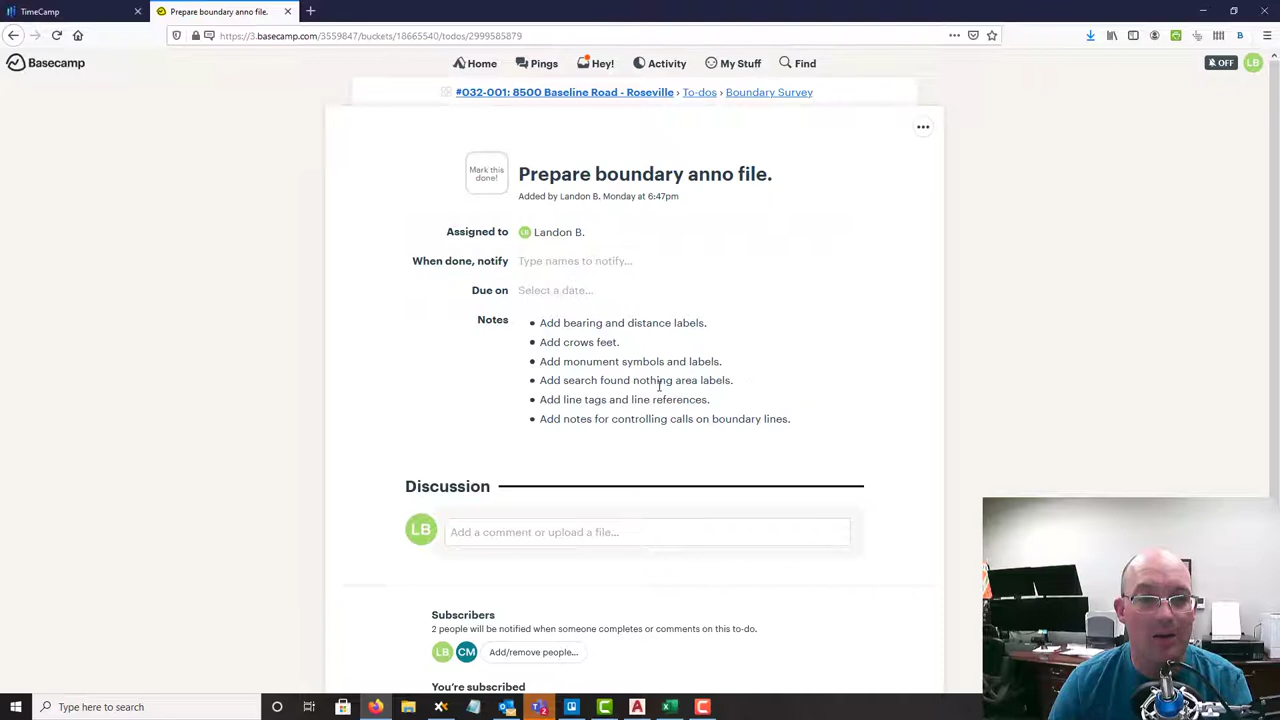 TimeCamp
Prepare boundary anno file.
https://3.basecamp.com/3559847/buckets/18665540/todos/2999585879
Basecamp
Home Pings Hey! Activity My Stuff Find
OFF LB
#032-001: 8500 Baseline Road - Roseville › To-dos › Boundary Survey
Mark this done!
Prepare boundary anno file.
Added by Landon B. Monday at 6:47pm
Assigned to LB Landon B.
When done, notify Type names to notify...
Due on Select a date...
Notes
• Add bearing and distance labels.
• Add crows feet.
• Add monument symbols and labels.
• Add search found nothing area labels.
• Add line tags and line references.
• Add notes for controlling calls on boundary lines.
Discussion
LB Add a comment or upload a file...
Subscribers
2 people will be notified when someone completes or comments on this to-do.
LB CM Add/remove people...
You're subscribed
Type here to search